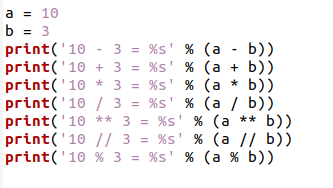 a = 10
b = 3
print('10 - 3 = %s' % (a - b))
print('10 + 3 = %s' % (a + b))
print('10 * 3 = %s' % (a * b))
print('10 / 3 = %s' % (a / b))
print('10 ** 3 = %s' % (a ** b))
print('10 // 3 = %s' % (a // b))
print('10 % 3 = %s' % (a % b))